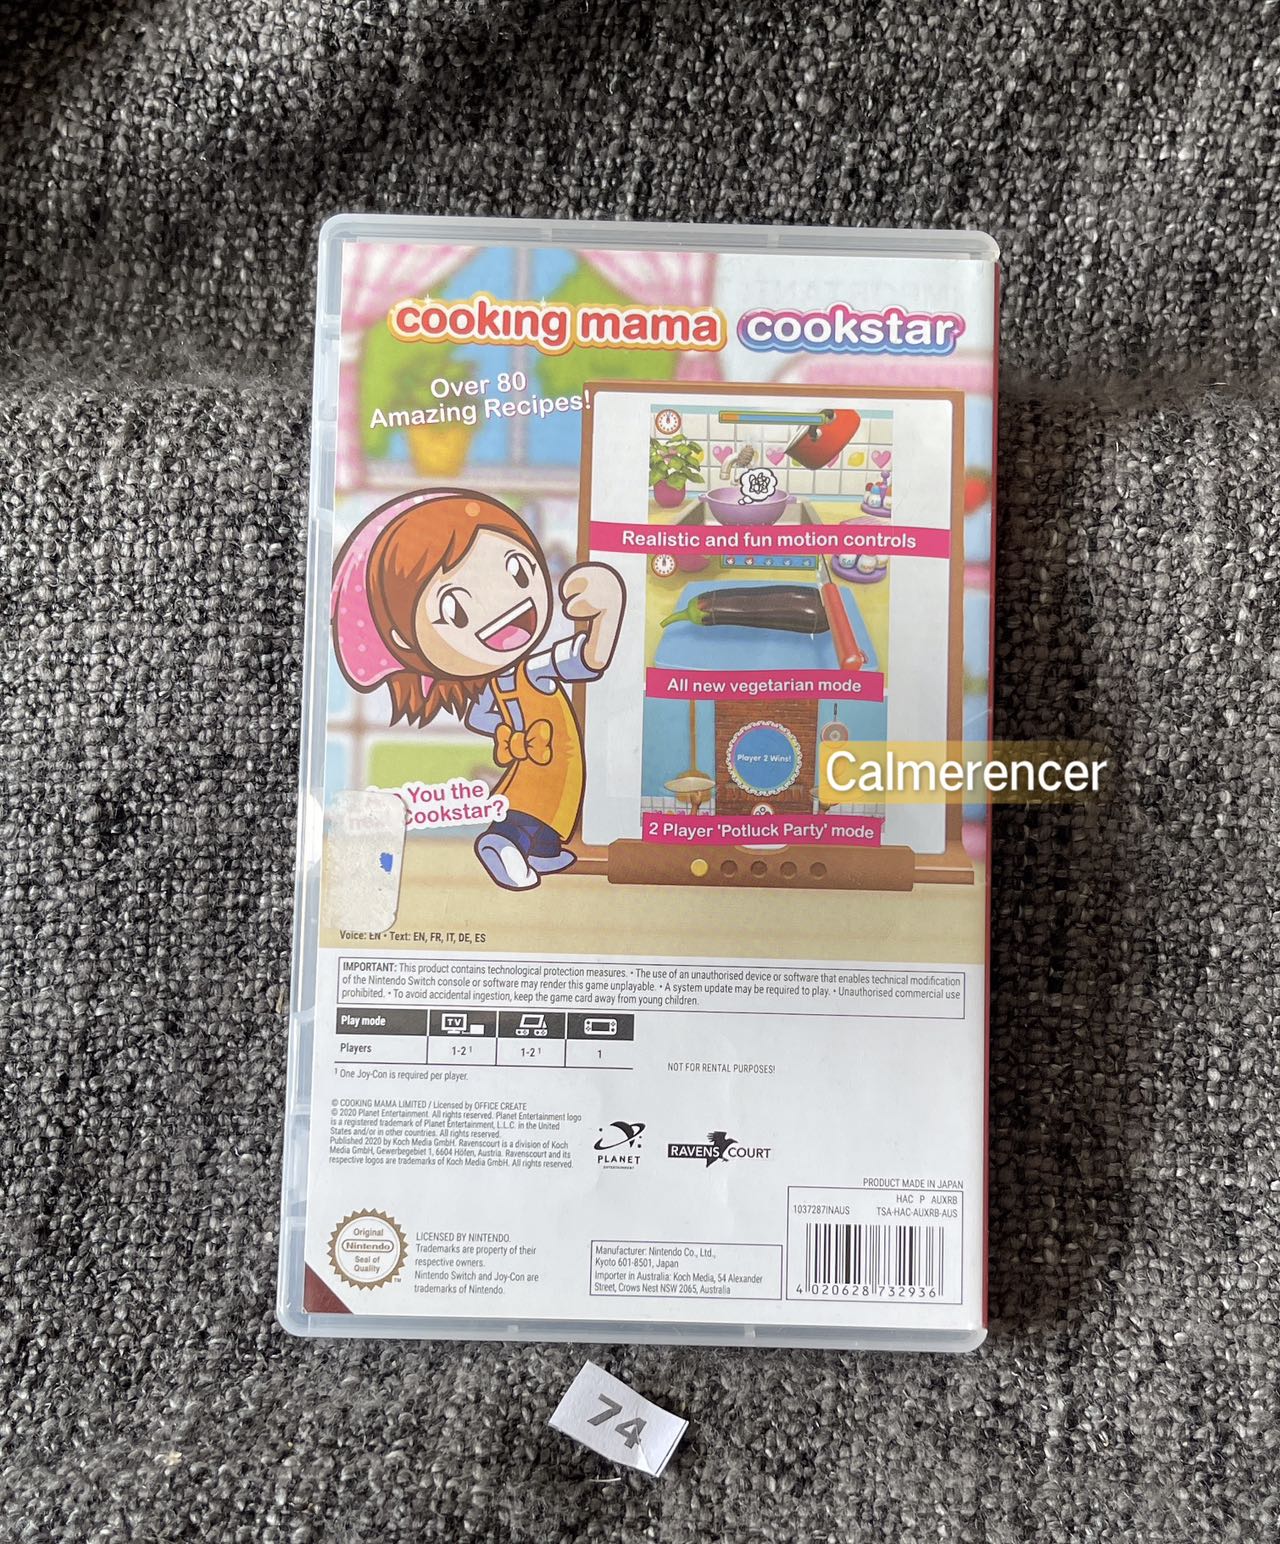 cooking mama cookstar
Over 80
Amazing Recipes!
Realistic and fun motion controls
All new vegetarian mode
Player 2 Wins!
Calmerencer
You the
Cookstar?
2 Player 'Potluck Party' mode
Voice: EN • Text: EN, FR, IT, DE, ES
IMPORTANT: This product contains technological protection measures. • The use of an unauthorised device or software that enables technical modification
of the Nintendo Switch console or software may render this game unplayable. • A system update may be required to play. • Unauthorised commercial use
prohibited. • To avoid accidental ingestion, keep the game card away from young children.
Play mode TV
Players 1-2¹ 1-2¹ 1
¹ One Joy-Con is required per player.
NOT FOR RENTAL PURPOSES!
© COOKING MAMA LIMITED / Licensed by OFFICE CREATE
© 2020 Planet Entertainment. All rights reserved. Planet Entertainment logo
is a registered trademark of Planet Entertainment, L.L.C. in the United
States and/or in other countries. All rights reserved.
Published 2020 by Koch Media GmbH. Ravenscourt is a division of Koch
Media GmbH, Gewerbegebiet 1, 6604 Höfen, Austria. Ravenscourt and its
respective logos are trademarks of Koch Media GmbH. All rights reserved.
PLANET
ENTERTAINMENT
RAVENSCOURT
PRODUCT MADE IN JAPAN
HAC P AUXRB
1037287INAUS TSA-HAC-AUXRB-AUS
4 020628 732936
Original
Nintendo
Seal of
Quality
TM
LICENSED BY NINTENDO.
Trademarks are property of their
respective owners.
Nintendo Switch and Joy-Con are
trademarks of Nintendo.
Manufacturer: Nintendo Co., Ltd.,
Kyoto 601-8501, Japan
Importer in Australia: Koch Media, 54 Alexander
Street, Crows Nest NSW 2065, Australia
74